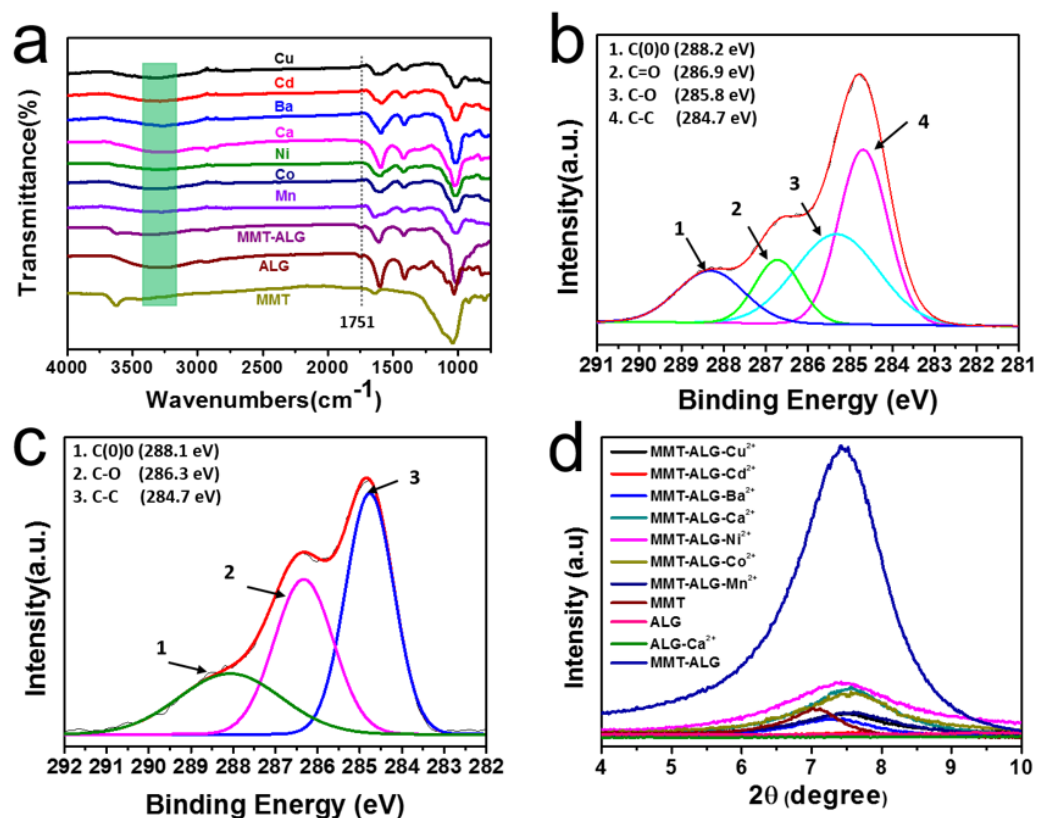 a
Cu
Cd
Ba
Ca
Ni
Co
Mn
MMT-ALG
ALG
MMT
1751
Transmittance(%)
4000 3500 3000 2500 2000 1500 1000
Wavenumbers(cm⁻¹)
b
1. C(0)0 (288.2 eV)
2. C=O (286.9 eV)
3. C-O (285.8 eV)
4. C-C (284.7 eV)
1
2
3
4
Intensity(a.u.)
291 290 289 288 287 286 285 284 283 282 281
Binding Energy (eV)
c
1. C(0)0 (288.1 eV)
2. C-O (286.3 eV)
3. C-C (284.7 eV)
1
2
3
Intensity(a.u.)
292 291 290 289 288 287 286 285 284 283 282
Binding Energy (eV)
d
MMT-ALG-Cu²⁺
MMT-ALG-Cd²⁺
MMT-ALG-Ba²⁺
MMT-ALG-Ca²⁺
MMT-ALG-Ni²⁺
MMT-ALG-Co²⁺
MMT-ALG-Mn²⁺
MMT
ALG
ALG-Ca²⁺
MMT-ALG
Intensity (a.u)
4 5 6 7 8 9 10
2θ (degree)